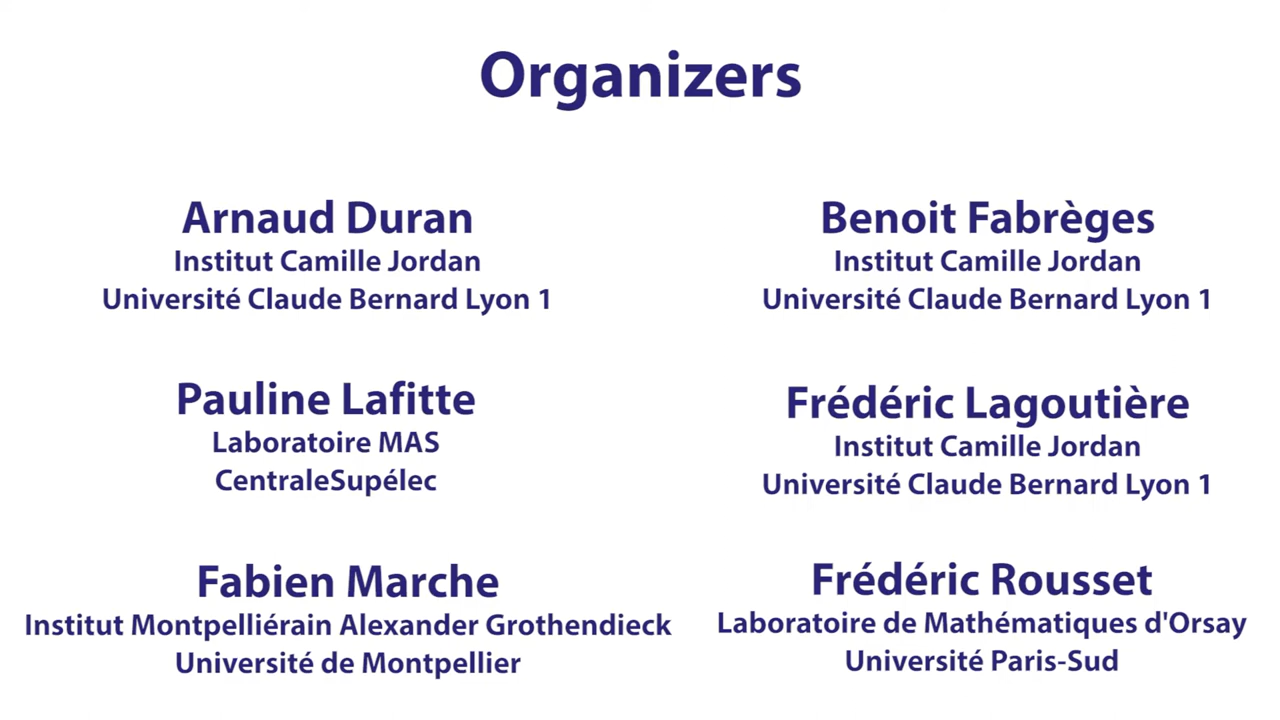 Organizers
Arnaud Duran
Institut Camille Jordan
Université Claude Bernard Lyon 1
Benoit Fabrèges
Institut Camille Jordan
Université Claude Bernard Lyon 1
Pauline Lafitte
Laboratoire MAS
CentraleSupélec
Frédéric Lagoutière
Institut Camille Jordan
Université Claude Bernard Lyon 1
Fabien Marche
Institut Montpelliérain Alexander Grothendieck
Université de Montpellier
Frédéric Rousset
Laboratoire de Mathématiques d'Orsay
Université Paris-Sud